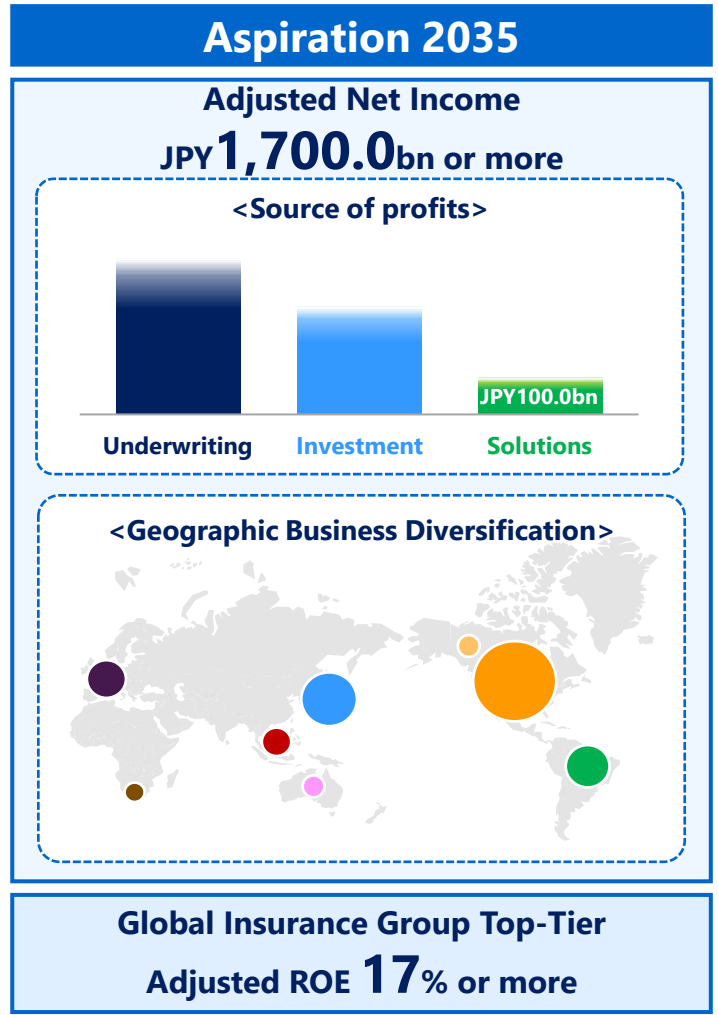 Aspiration 2035
Adjusted Net Income
JPY1,700.0bn or more
<Source of profits>
JPY100.0bn
Underwriting Investment Solutions
<Geographic Business Diversification>
Global Insurance Group Top-Tier
Adjusted ROE 17% or more